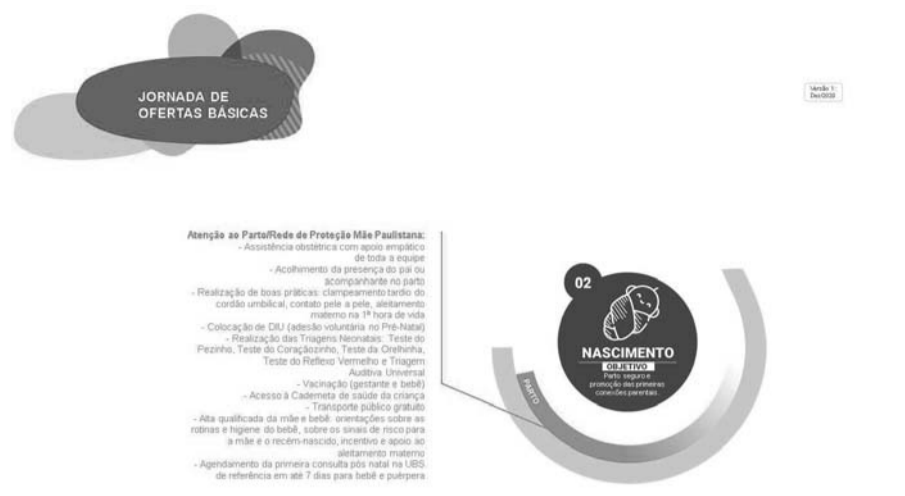 JORNADA DE
OFERTAS BÁSICAS
Versão 1:
Atenção ao Parto/Rede de Proteção Mãe Paulistana:
- Assistência obstétrica com apoio empático
de toda a equipe
- Acolhimento da presença do pai ou
acompanhante no parto
- Realização de boas práticas: clampeamento tardio do
cordão umbilical, contato pele a pele, aleitamento
materno na 1ª hora de vida
- Colocação de DIU (adesão voluntária no Pré-Natal)
- Realização das Triagens Neonatais: Teste do
Pezinho, Teste do Coraçãozinho, Teste da Orelhinha,
Teste do Reflexo Vermelho e Triagem
Auditiva Universal
- Vacinação (gestante e bebê)
- Acesso à Caderneta de saúde da criança
- Transporte público gratuito
- Alta qualificada da mãe e bebê: orientações sobre as
rotinas e higiene do bebê, sobre os sinais de risco para
a mãe e o recém-nascido, incentivo e apoio ao
aleitamento materno
- Agendamento da primeira consulta pós natal na UBS
de referência em até 7 dias para bebê e puérpera
02
NASCIMENTO
OBJETIVO
Parto seguro e
promoção das primeiras
conexões parentais.
PARTO